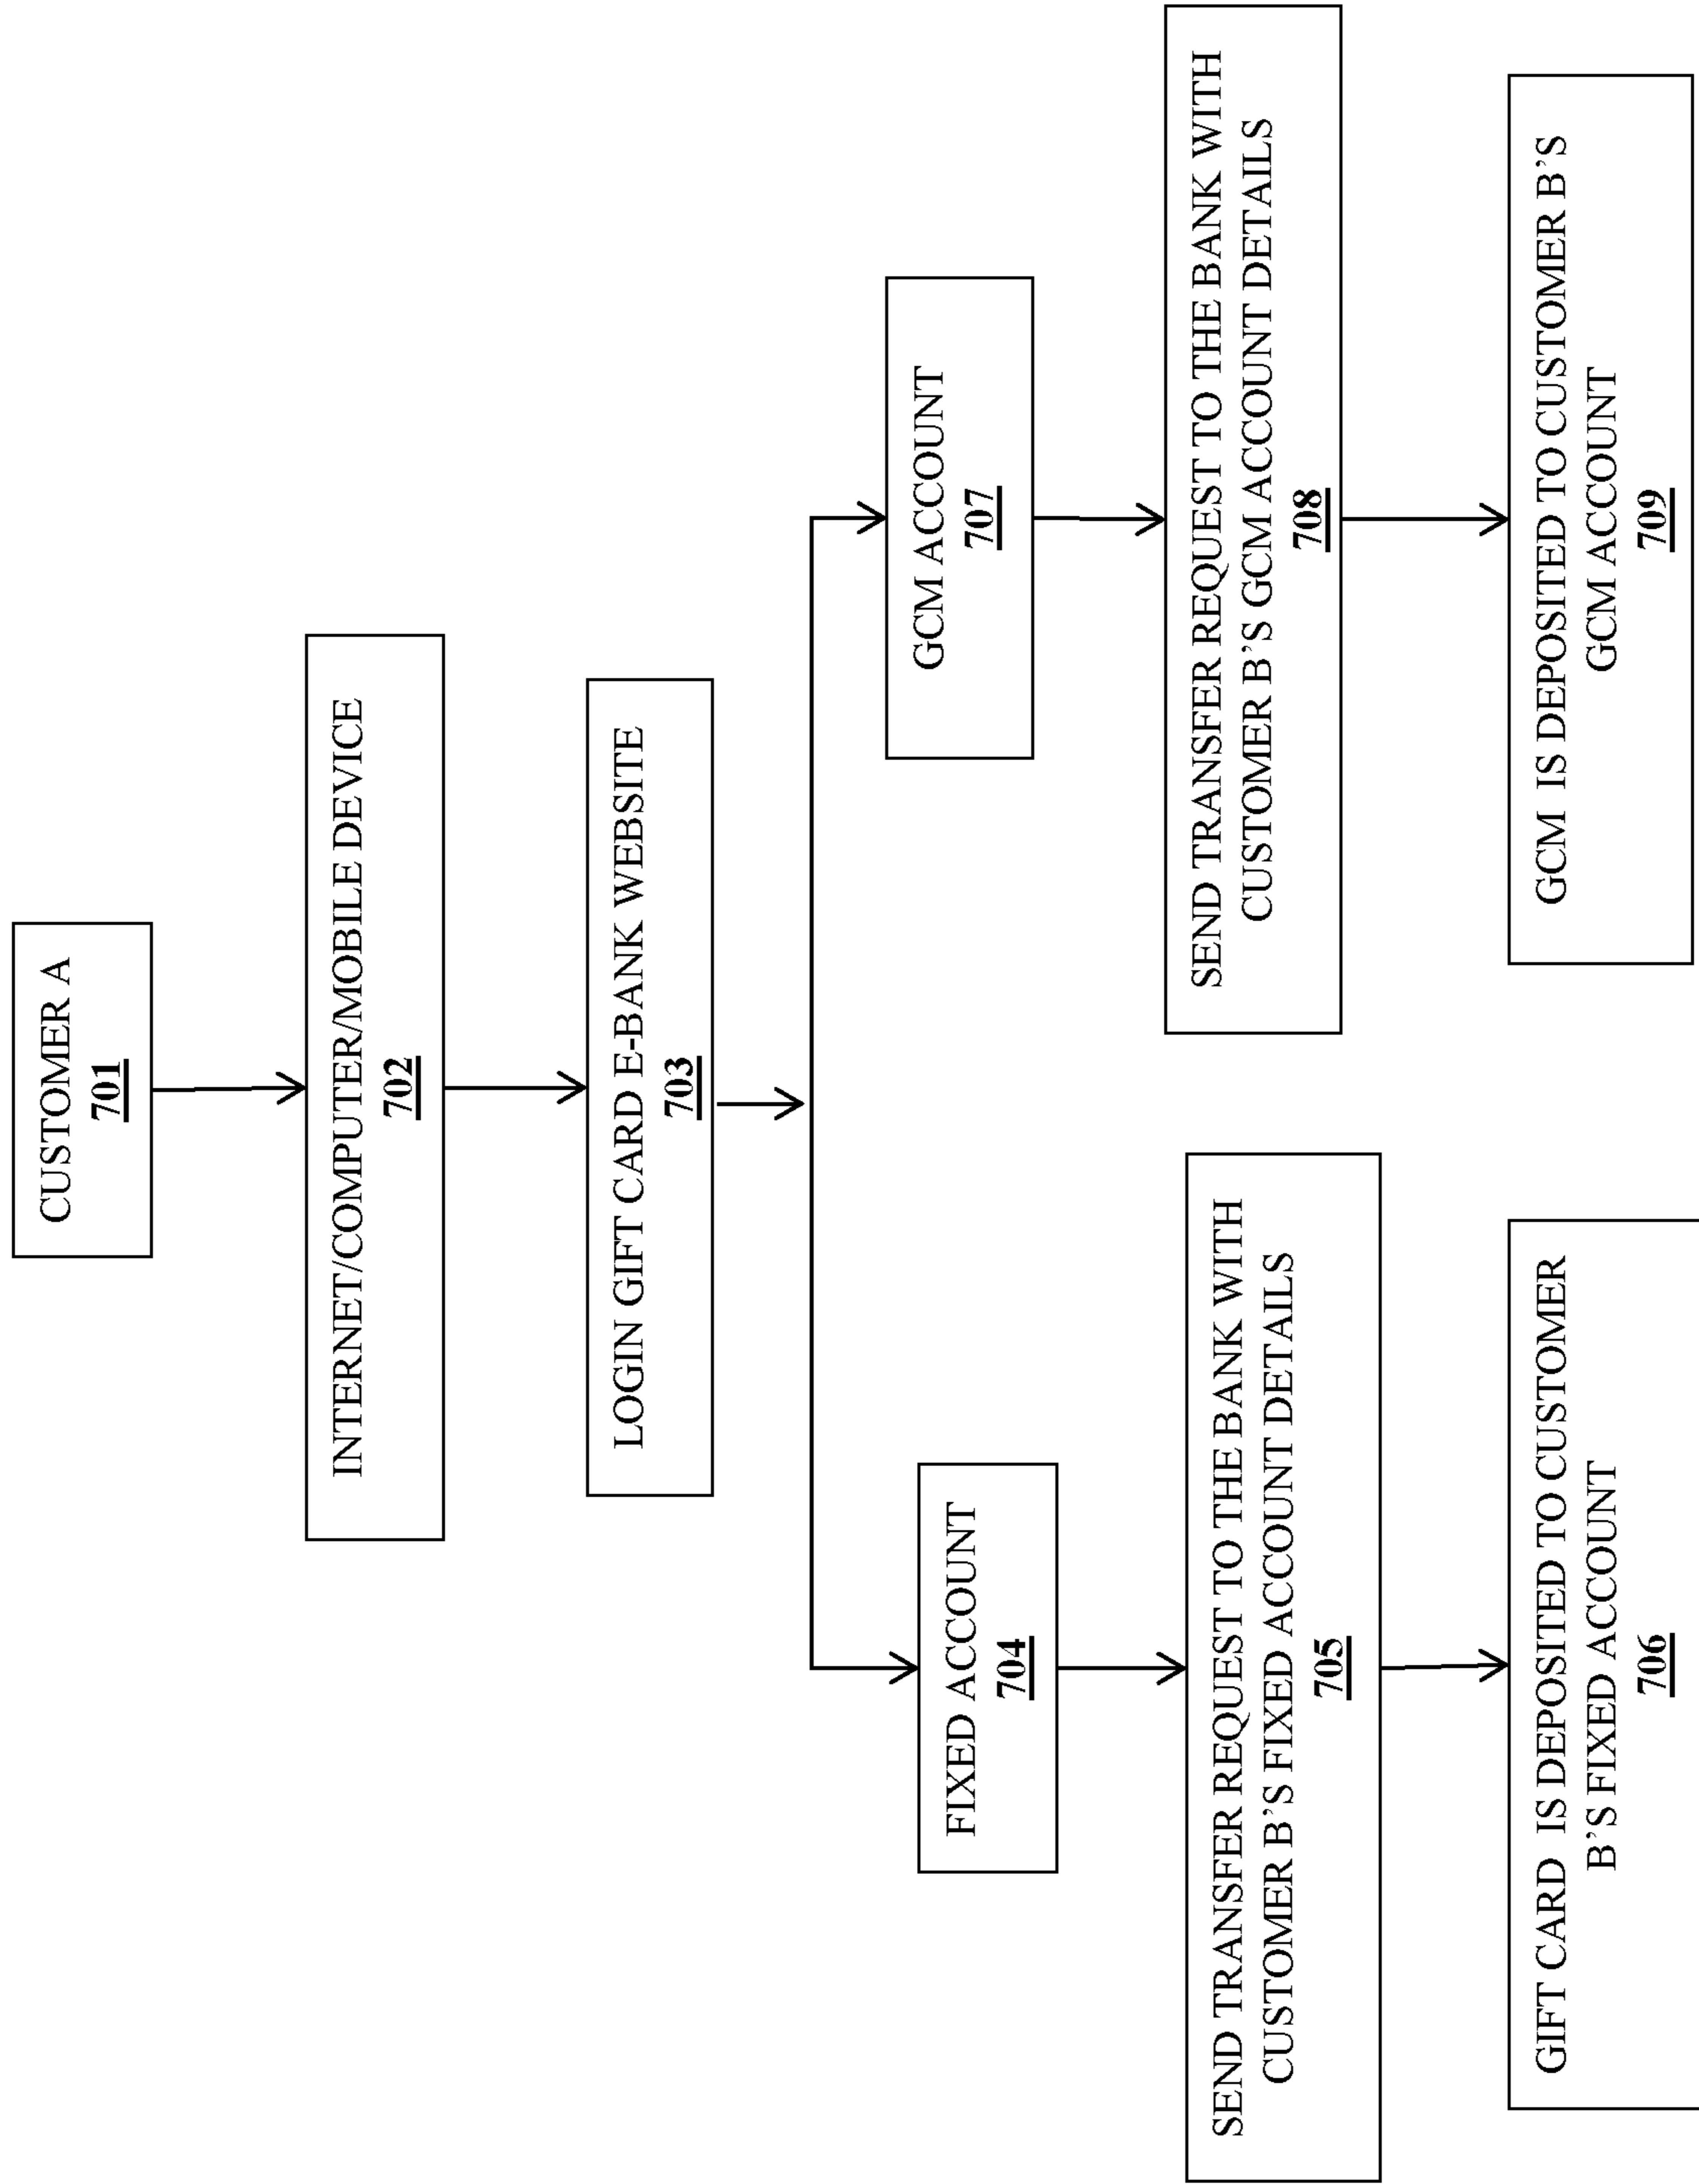 CUSTOMER A
701
INTERNET/COMPUTER/MOBILE DEVICE
702
LOGIN GIFT CARD E-BANK WEBSITE
703
FIXED ACCOUNT
704
SEND TRANSFER REQUEST TO THE BANK WITH
CUSTOMER B’S FIXED ACCOUNT DETAILS
705
GIFT CARD IS DEPOSITED TO CUSTOMER
B’S FIXED ACCOUNT
706
GCM ACCOUNT
707
SEND TRANSFER REQUEST TO THE BANK WITH
CUSTOMER B’S GCM ACCOUNT DETAILS
708
GCM IS DEPOSITED TO CUSTOMER B’S
GCM ACCOUNT
709